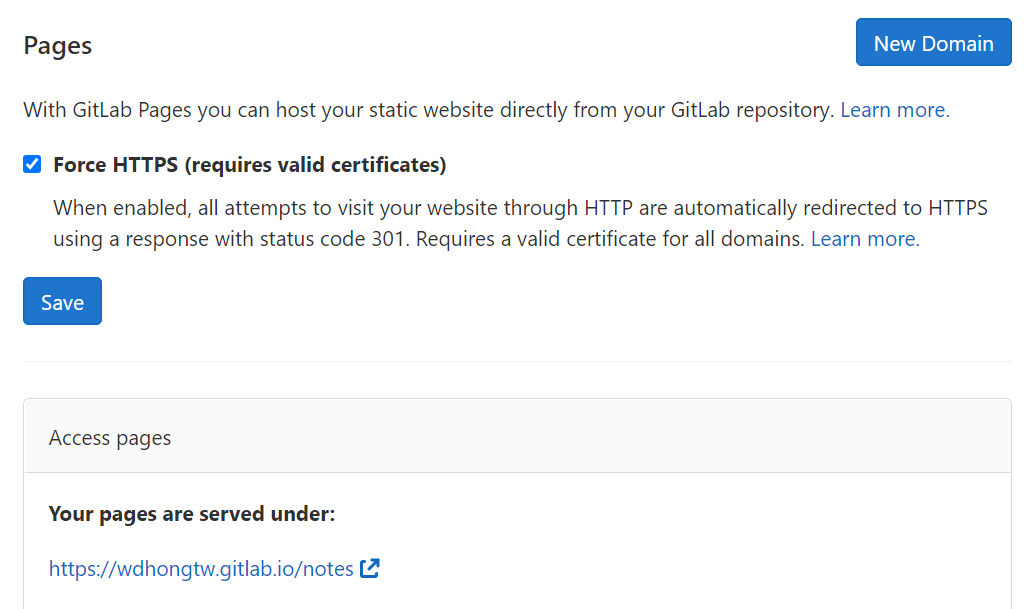 Pages
New Domain
With GitLab Pages you can host your static website directly from your GitLab repository. Learn more.
Force HTTPS (requires valid certificates)
When enabled, all attempts to visit your website through HTTP are automatically redirected to HTTPS
using a response with status code 301. Requires a valid certificate for all domains. Learn more.
Save
Access pages
Your pages are served under:
https://wdhongtw.gitlab.io/notes